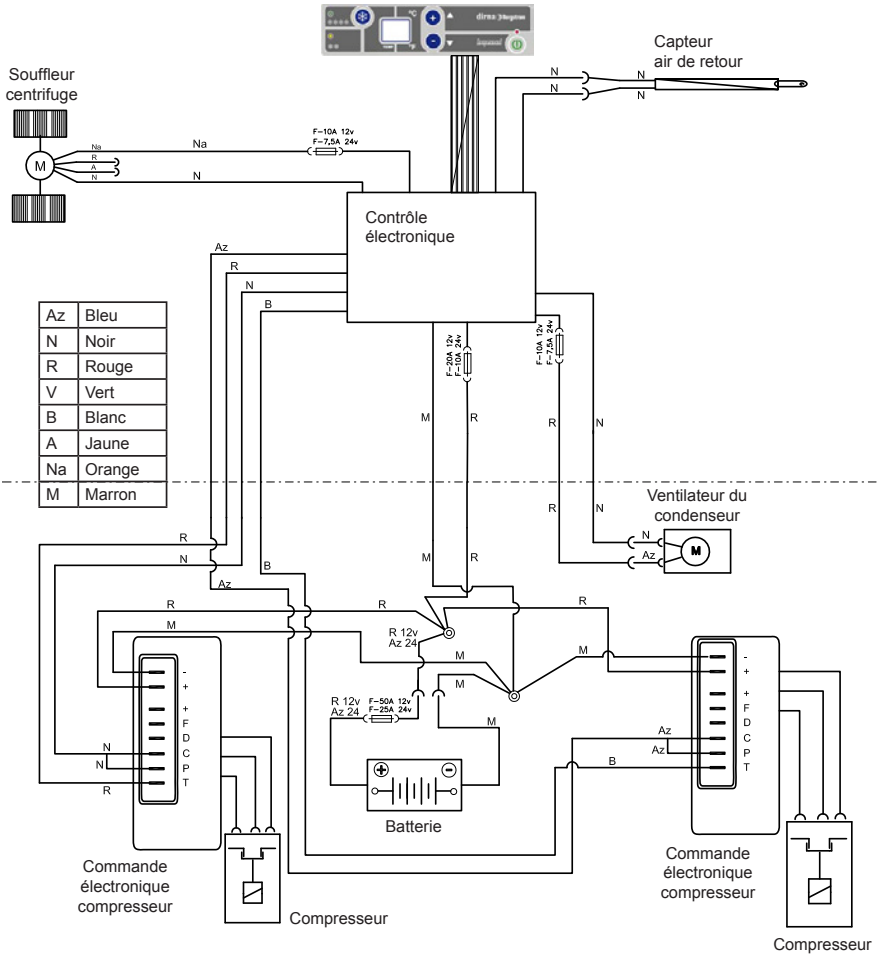 °C
°F
dirna
Capteur
air de retour
Souffleur
centrifuge
N
N
N
N
F-10A 12v
F-7,5A 24v
Na
Na
R
A
N
N
M
Contrôle
électronique
Az
R
N
B
Az Bleu
N Noir
R Rouge
V Vert
B Blanc
A Jaune
Na Orange
M Marron
F-20A 12v
F-10A 24v
F-10A 12v
F-7,5A 24v
M
R
R
N
Ventilateur du
condenseur
R
N
N
Az
M
R
N
M
R
B
Az
R
R
R
M
R 12v
Az 24
M
M
M
R 12v
Az 24
F-50A 12v
F-25A 24v
M
-
+
+
F
D
C
P
T
N
N
R
-
+
+
F
D
C
P
T
Az
Az
B
+
-
Batterie
Commande
électronique
compresseur
Compresseur
Commande
électronique
compresseur
Compresseur